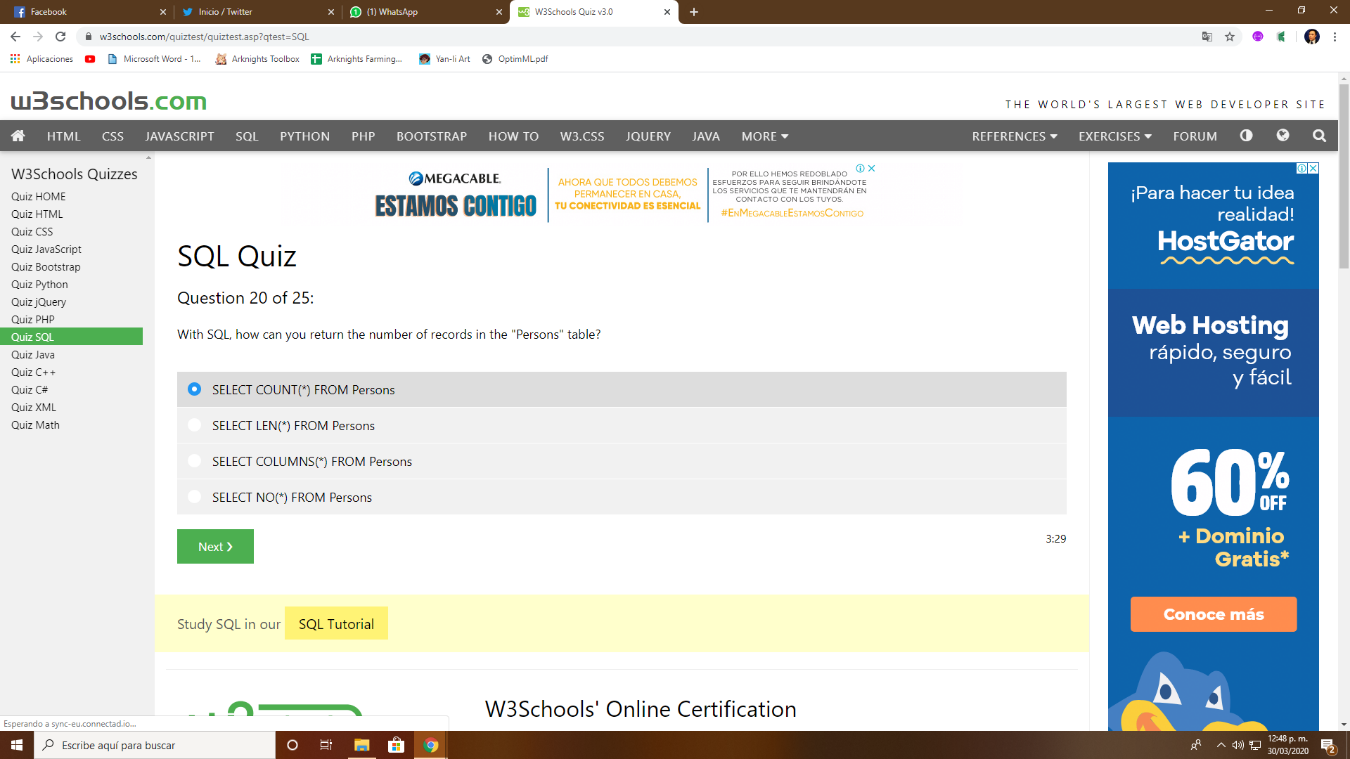 Facebook
Inicio / Twitter
(1) WhatsApp
W3Schools Quiz v3.0
w3schools.com/quiztest/quiztest.asp?qtest=SQL
Aplicaciones
Microsoft Word - 1...
Arknights Toolbox
Arknights Farming...
Yan-li Art
OptimML.pdf
w3schools.com
THE WORLD'S LARGEST WEB DEVELOPER SITE
HTML CSS JAVASCRIPT SQL PYTHON PHP BOOTSTRAP HOW TO W3.CSS JQUERY JAVA MORE REFERENCES EXERCISES FORUM
W3Schools Quizzes
Quiz HOME
Quiz HTML
Quiz CSS
Quiz JavaScript
Quiz Bootstrap
Quiz Python
Quiz jQuery
Quiz PHP
Quiz SQL
Quiz Java
Quiz C++
Quiz C#
Quiz XML
Quiz Math
MEGACABLE
ESTAMOS CONTIGO
AHORA QUE TODOS DEBEMOS
PERMANECER EN CASA,
TU CONECTIVIDAD ES ESENCIAL
POR ELLO HEMOS REDOBLADO
ESFUERZOS PARA SEGUIR BRINDÁNDOTE
LOS SERVICIOS QUE TE MANTENDRÁN EN
CONTACTO CON LOS TUYOS.
#EnMegacableEstamosContigo
SQL Quiz
Question 20 of 25:
With SQL, how can you return the number of records in the "Persons" table?
SELECT COUNT(*) FROM Persons
SELECT LEN(*) FROM Persons
SELECT COLUMNS(*) FROM Persons
SELECT NO(*) FROM Persons
Next ❯
3:29
Study SQL in our SQL Tutorial
W3Schools' Online Certification
¡Para hacer tu idea
realidad!
HostGator
Web Hosting
rápido, seguro
y fácil
60% OFF
+ Dominio
Gratis*
Conoce más
Esperando a sync-eu.connectad.io...
Escribe aquí para buscar
12:48 p. m.
30/03/2020
2